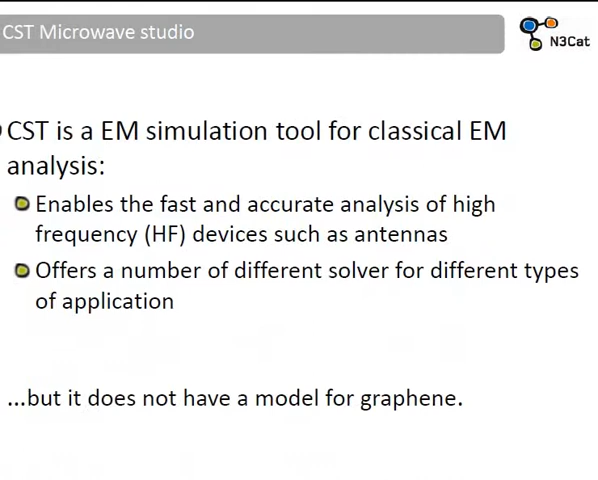 CST Microwave studio
N3Cat
CST is a EM simulation tool for classical EM
analysis:
Enables the fast and accurate analysis of high
frequency (HF) devices such as antennas
Offers a number of different solver for different types
of application
...but it does not have a model for graphene.